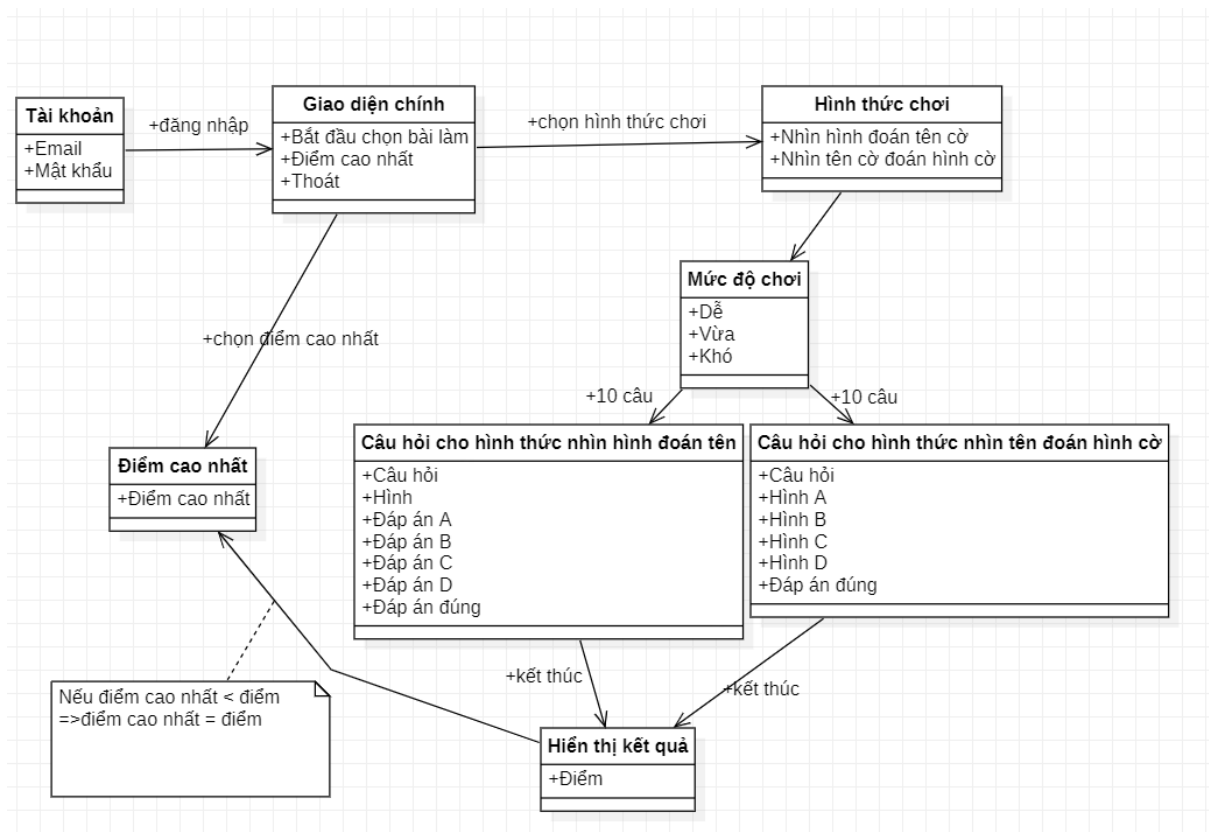 Tài khoản
+Email
+Mật khẩu
+đăng nhập
Giao diện chính
+Bắt đầu chọn bài làm
+Điểm cao nhất
+Thoát
+chọn hình thức chơi
Hình thức chơi
+Nhìn hình đoán tên cờ
+Nhìn tên cờ đoán hình cờ
Mức độ chơi
+Dễ
+Vừa
+Khó
+chọn điểm cao nhất
+10 câu
+10 câu
Điểm cao nhất
+Điểm cao nhất
Câu hỏi cho hình thức nhìn hình đoán tên
+Câu hỏi
+Hình
+Đáp án A
+Đáp án B
+Đáp án C
+Đáp án D
+Đáp án đúng
Câu hỏi cho hình thức nhìn tên đoán hình cờ
+Câu hỏi
+Hình A
+Hình B
+Hình C
+Hình D
+Đáp án đúng
+kết thúc
+kết thúc
Nếu điểm cao nhất < điểm
=>điểm cao nhất = điểm
Hiển thị kết quả
+Điểm